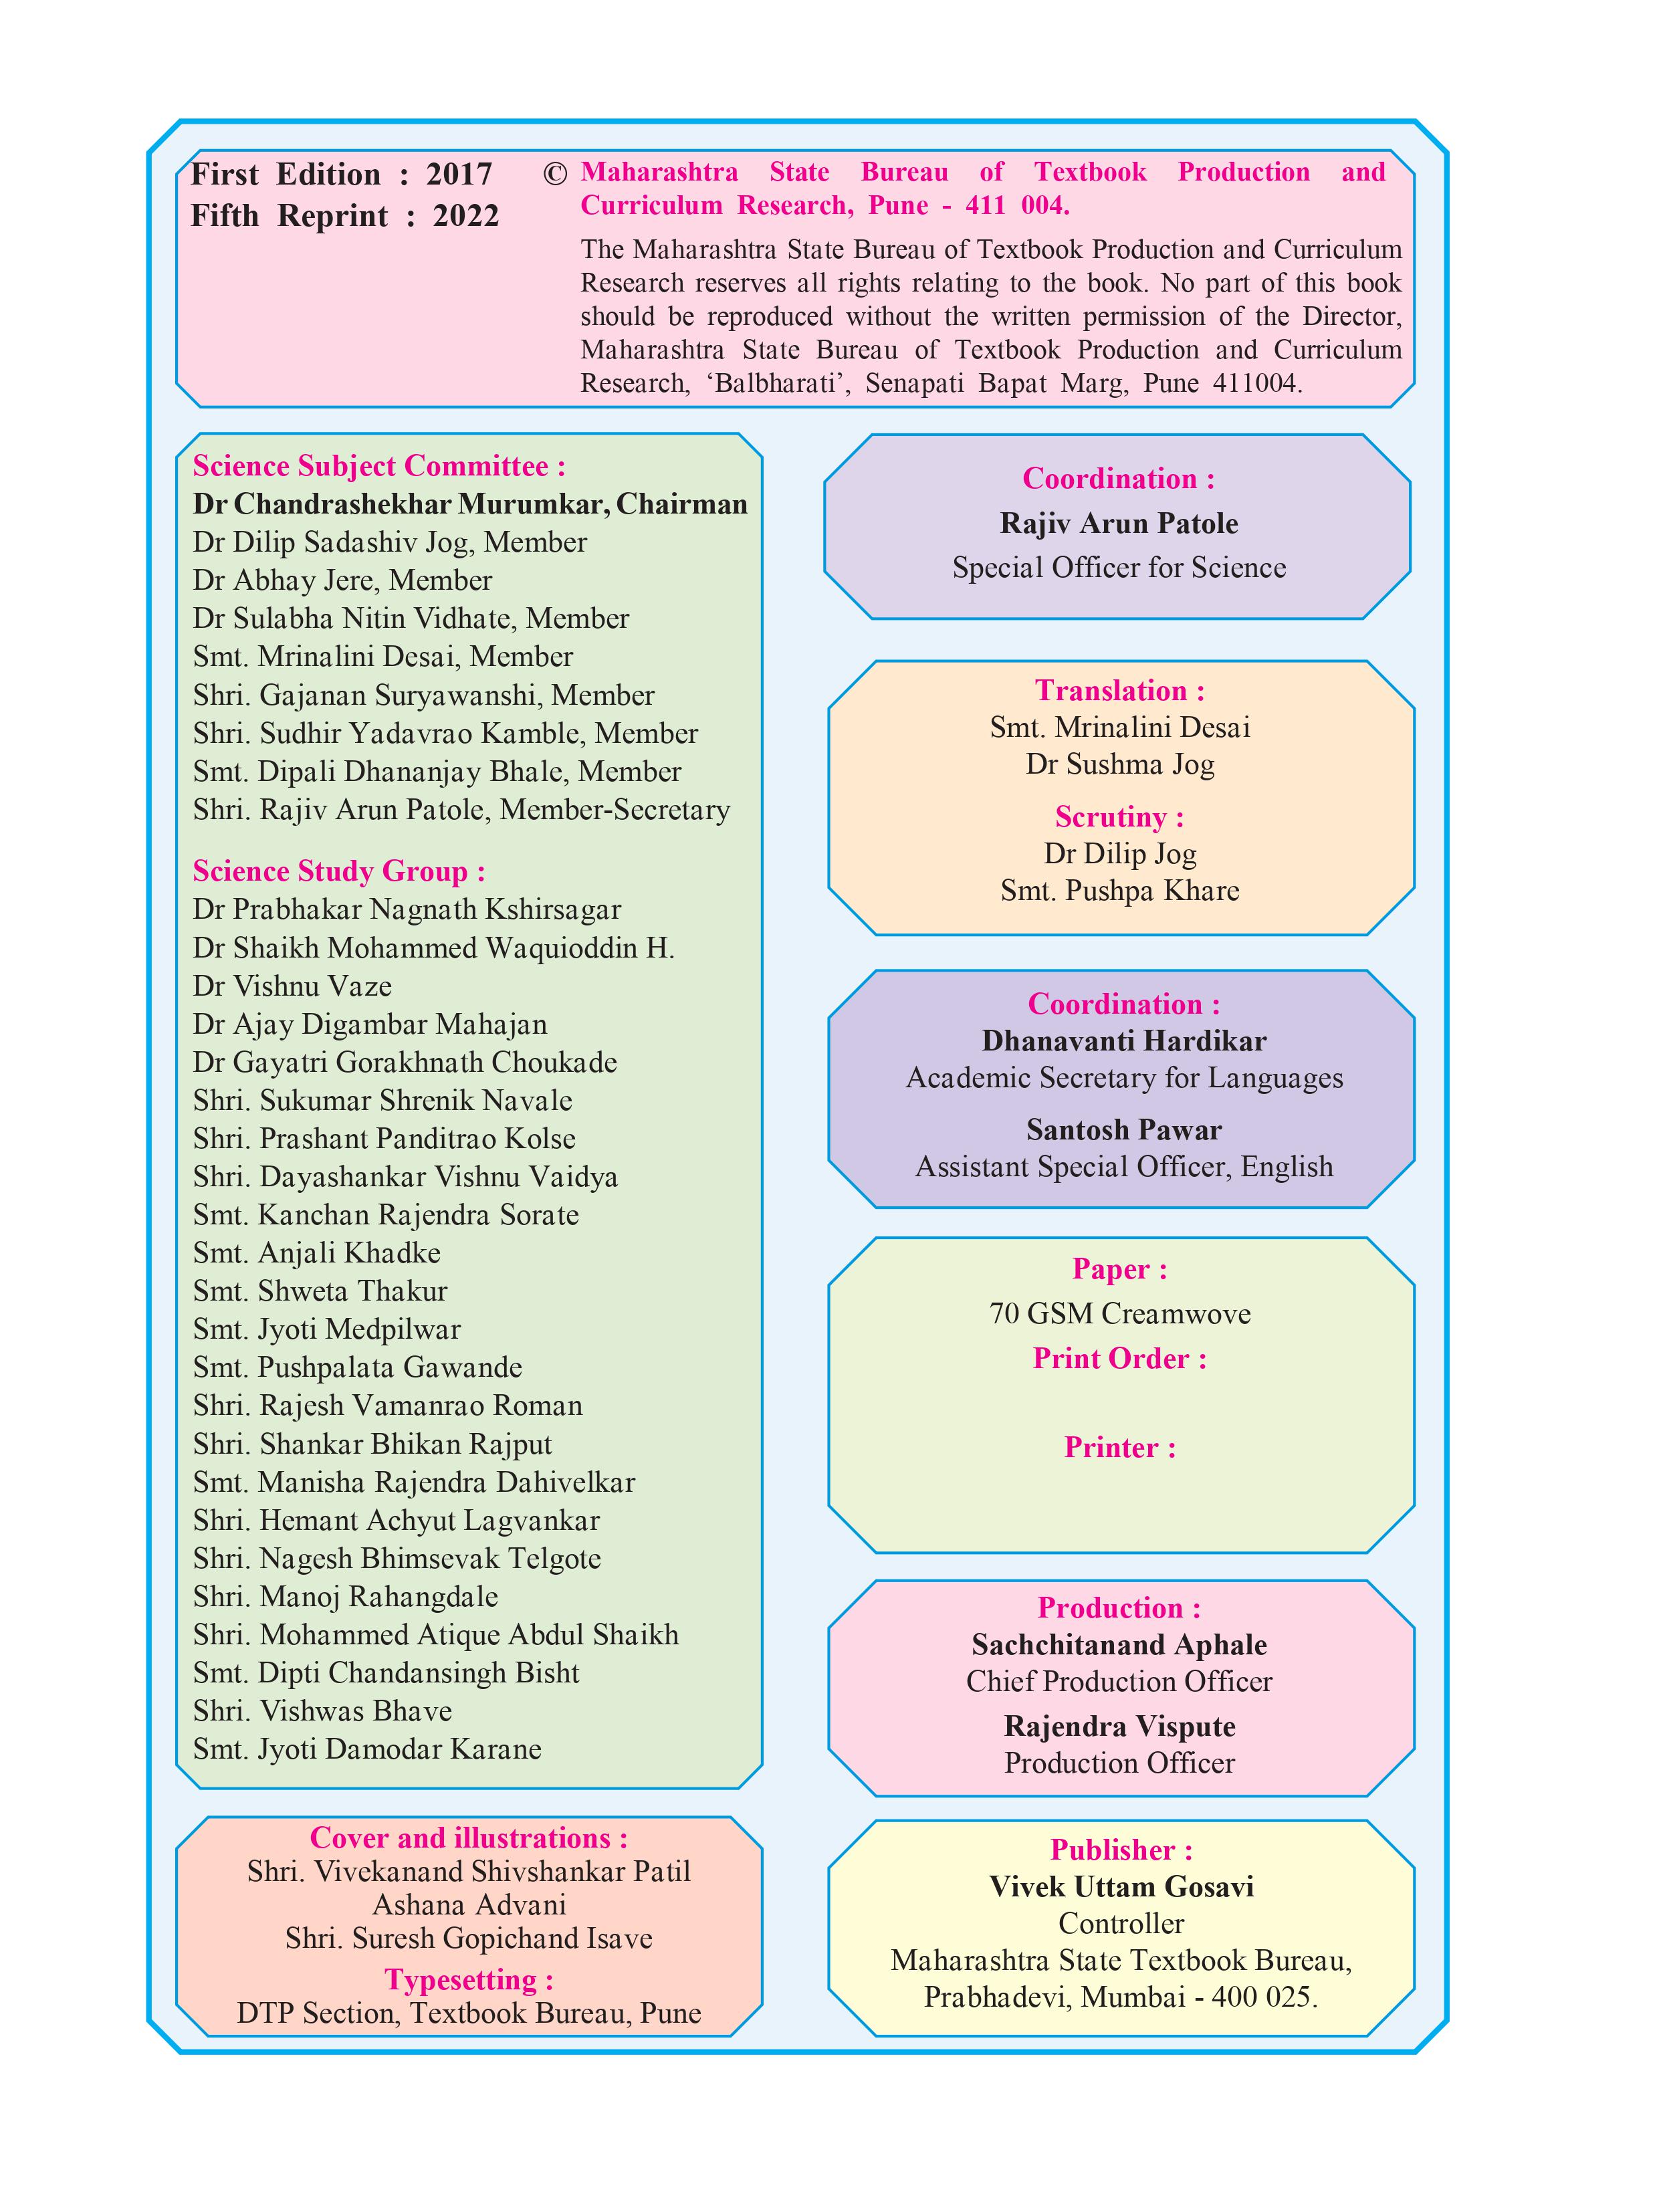 First Edition : 2017
Fifth Reprint : 2022
© Maharashtra State Bureau of Textbook Production and
Curriculum Research, Pune - 411 004.
The Maharashtra State Bureau of Textbook Production and Curriculum
Research reserves all rights relating to the book. No part of this book
should be reproduced without the written permission of the Director,
Maharashtra State Bureau of Textbook Production and Curriculum
Research, ‘Balbharati’, Senapati Bapat Marg, Pune 411004.
Science Subject Committee :
Dr Chandrashekhar Murumkar, Chairman
Dr Dilip Sadashiv Jog, Member
Dr Abhay Jere, Member
Dr Sulabha Nitin Vidhate, Member
Smt. Mrinalini Desai, Member
Shri. Gajanan Suryawanshi, Member
Shri. Sudhir Yadavrao Kamble, Member
Smt. Dipali Dhananjay Bhale, Member
Shri. Rajiv Arun Patole, Member-Secretary
Science Study Group :
Dr Prabhakar Nagnath Kshirsagar
Dr Shaikh Mohammed Waquioddin H.
Dr Vishnu Vaze
Dr Ajay Digambar Mahajan
Dr Gayatri Gorakhnath Choukade
Shri. Sukumar Shrenik Navale
Shri. Prashant Panditrao Kolse
Shri. Dayashankar Vishnu Vaidya
Smt. Kanchan Rajendra Sorate
Smt. Anjali Khadke
Smt. Shweta Thakur
Smt. Jyoti Medpilwar
Smt. Pushpalata Gawande
Shri. Rajesh Vamanrao Roman
Shri. Shankar Bhikan Rajput
Smt. Manisha Rajendra Dahivelkar
Shri. Hemant Achyut Lagvankar
Shri. Nagesh Bhimsevak Telgote
Shri. Manoj Rahangdale
Shri. Mohammed Atique Abdul Shaikh
Smt. Dipti Chandansingh Bisht
Shri. Vishwas Bhave
Smt. Jyoti Damodar Karane
Cover and illustrations :
Shri. Vivekanand Shivshankar Patil
Ashana Advani
Shri. Suresh Gopichand Isave
Typesetting :
DTP Section, Textbook Bureau, Pune
Coordination :
Rajiv Arun Patole
Special Officer for Science
Translation :
Smt. Mrinalini Desai
Dr Sushma Jog
Scrutiny :
Dr Dilip Jog
Smt. Pushpa Khare
Coordination :
Dhanavanti Hardikar
Academic Secretary for Languages
Santosh Pawar
Assistant Special Officer, English
Paper :
70 GSM Creamwove
Print Order :
Printer :
Production :
Sachchitanand Aphale
Chief Production Officer
Rajendra Vispute
Production Officer
Publisher :
Vivek Uttam Gosavi
Controller
Maharashtra State Textbook Bureau,
Prabhadevi, Mumbai - 400 025.